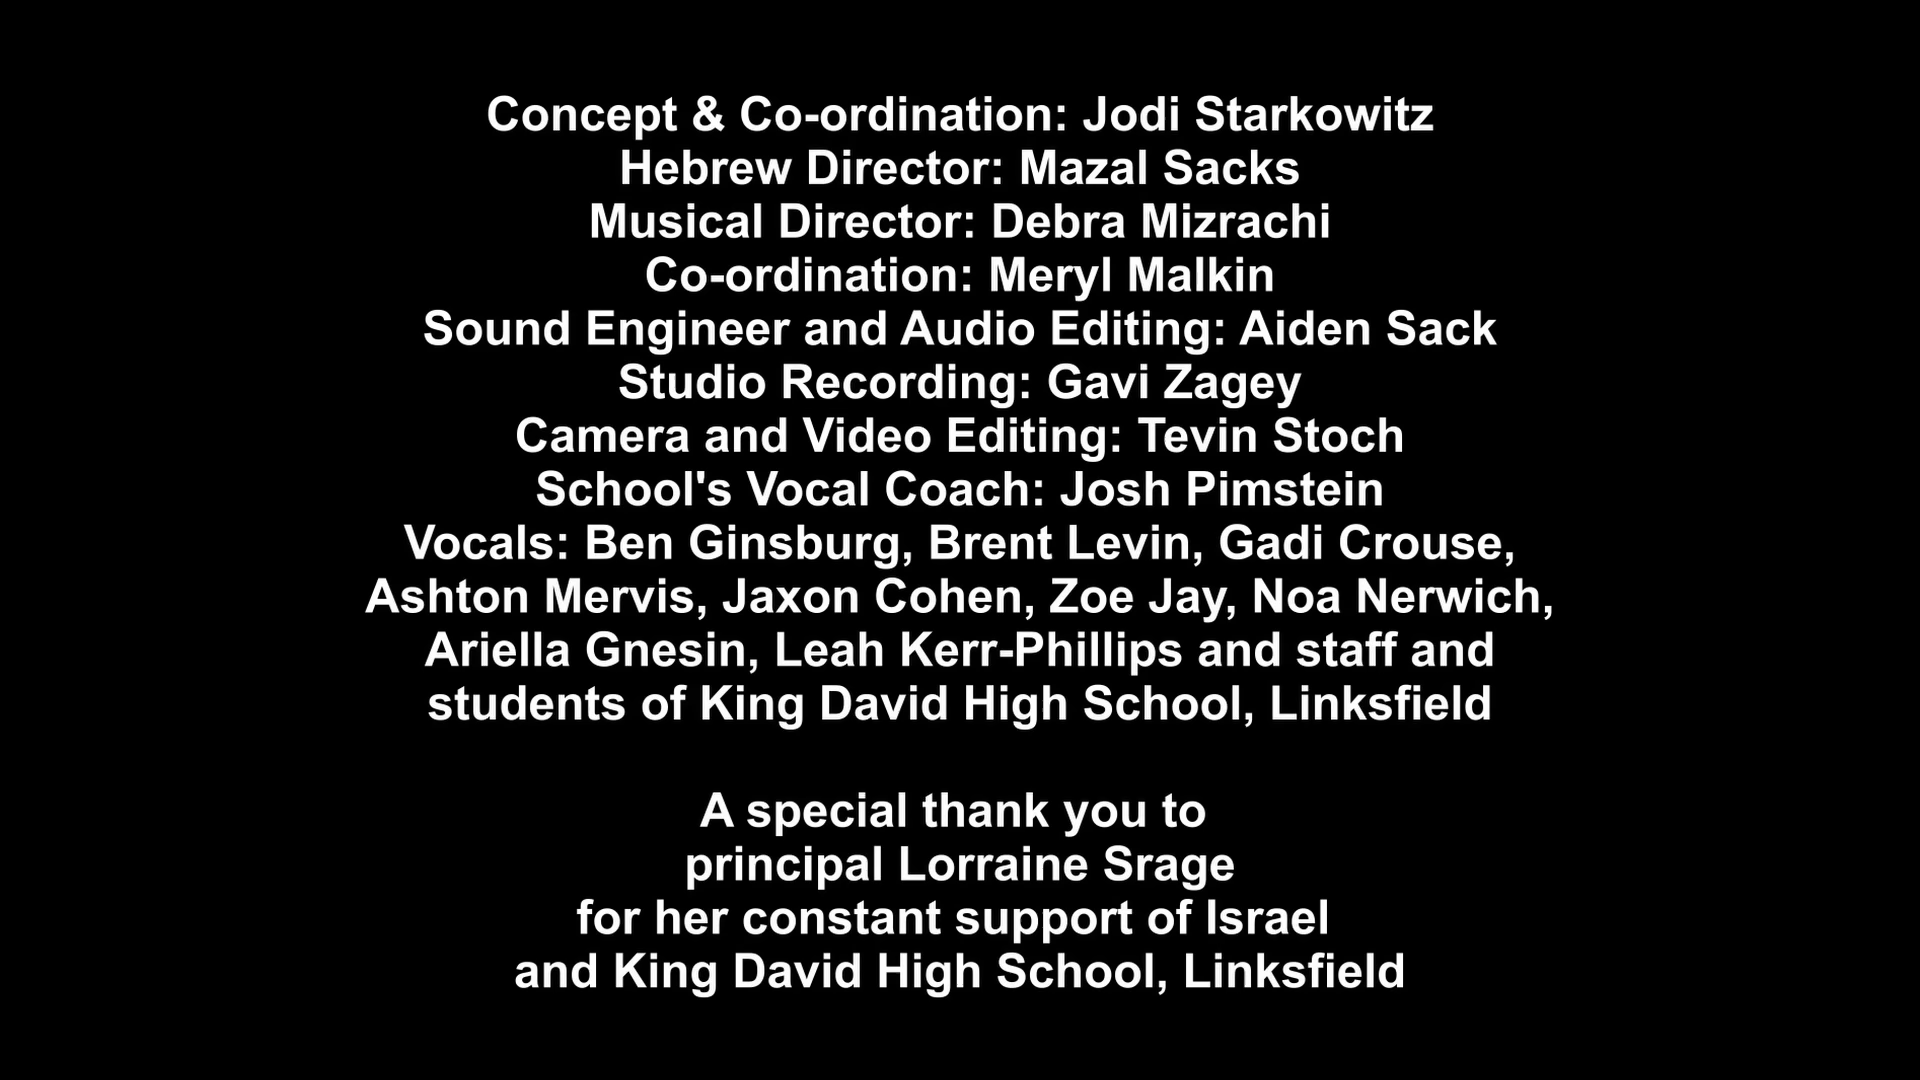 Concept & Co-ordination: Jodi Starkowitz
Hebrew Director: Mazal Sacks
Musical Director: Debra Mizrachi
Co-ordination: Meryl Malkin
Sound Engineer and Audio Editing: Aiden Sack
Studio Recording: Gavi Zagey
Camera and Video Editing: Tevin Stoch
School's Vocal Coach: Josh Pimstein
Vocals: Ben Ginsburg, Brent Levin, Gadi Crouse,
Ashton Mervis, Jaxon Cohen, Zoe Jay, Noa Nerwich,
Ariella Gnesin, Leah Kerr-Phillips and staff and
students of King David High School, Linksfield
A special thank you to
principal Lorraine Srage
for her constant support of Israel
and King David High School, Linksfield